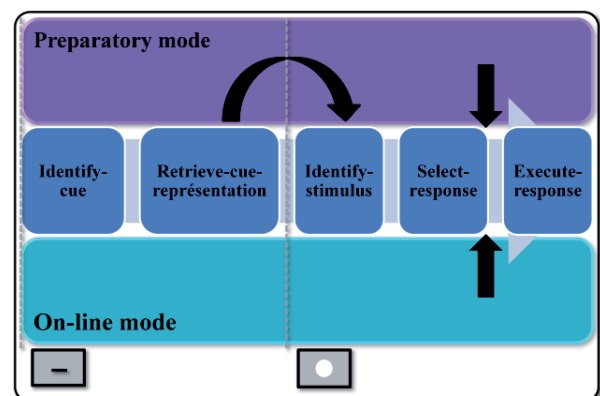 Preparatory mode
Identify-
cue
Retrieve-cue-
représentation
Identify-
stimulus
Select-
response
Execute-
response
On-line mode